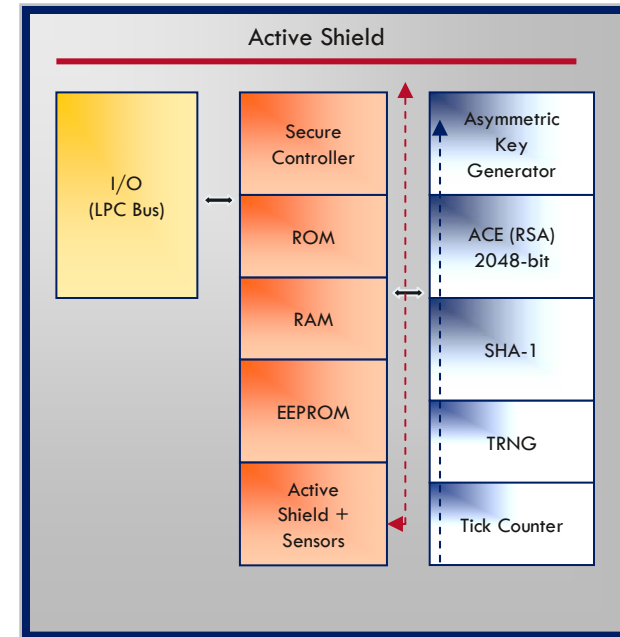 Active Shield
I/O
(LPC Bus)
Secure
Controller
ROM
RAM
EEPROM
Active
Shield +
Sensors
Asymmetric
Key
Generator
ACE (RSA)
2048-bit
SHA-1
TRNG
Tick Counter